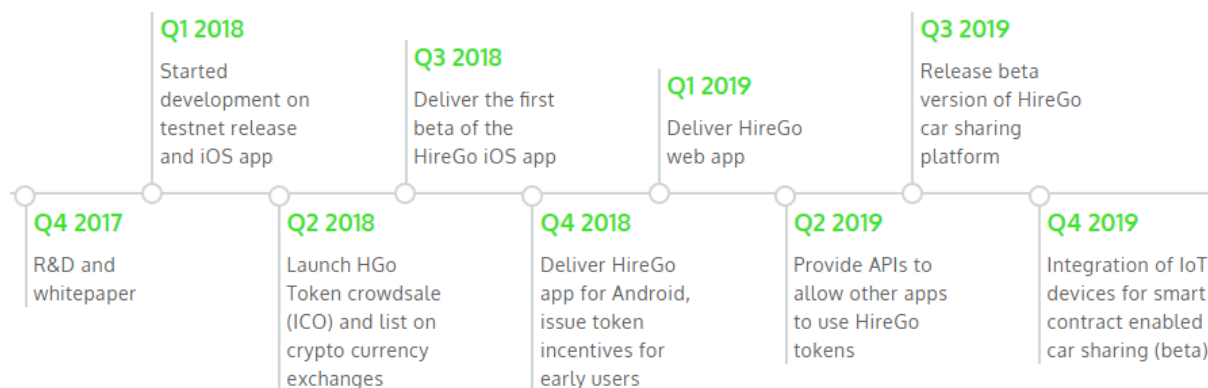 Q4 2017
R&D and
whitepaper
Q1 2018
Started
development on
testnet release
and iOS app
Q2 2018
Launch HGo
Token crowdsale
(ICO) and list on
crypto currency
exchanges
Q3 2018
Deliver the first
beta of the
HireGo iOS app
Q4 2018
Deliver HireGo
app for Android,
issue token
incentives for
early users
Q1 2019
Deliver HireGo
web app
Q2 2019
Provide APIs to
allow other apps
to use HireGo
tokens
Q3 2019
Release beta
version of HireGo
car sharing
platform
Q4 2019
Integration of IoT
devices for smart
contract enabled
car sharing (beta)